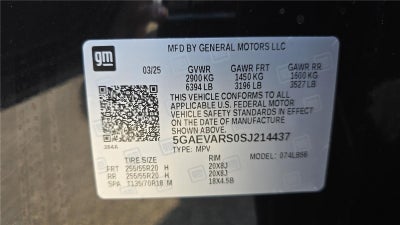 gm
MFD BY GENERAL MOTORS LLC
03/25 GVWR GAWR FRT GAWR RR
2900 KG 1450 KG 1600 KG
6394 LB 3196 LB 3527 LB
THIS VEHICLE CONFORMS TO ALL APPLICABLE
U.S. FEDERAL MOTOR VEHICLE SAFETY STANDARDS
IN EFFECT ON THE DATE OF MANUFACTURE SHOWN ABOVE.
5GAEVARS0SJ214437
TYPE: MPV MODEL:
TIRE SIZE RIM
FRT 255/55R20 H 20X8J
RR 255/55R20 H 20X8J
SPA T135/70R18 M 18X4.5B